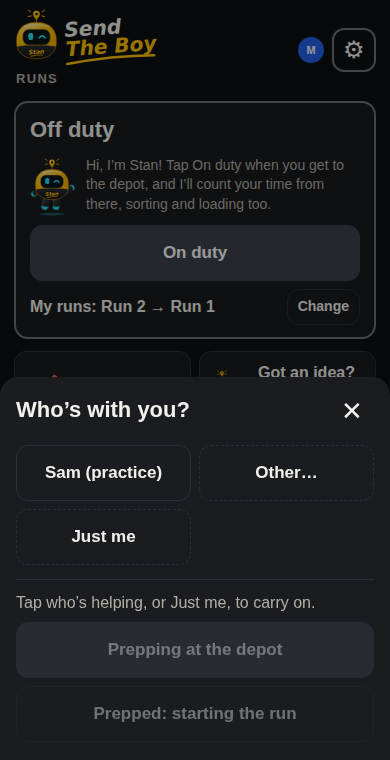 Send
The Boy
Stan
RUNS
M
Off duty
Hi, I'm Stan! Tap On duty when you get to
the depot, and I'll count your time from
there, sorting and loading too.
Stan
On duty
My runs: Run 2 → Run 1
Change
Got an idea?
Who's with you?
Sam (practice)
Other…
Just me
Tap who's helping, or Just me, to carry on.
Prepping at the depot
Prepped: starting the run